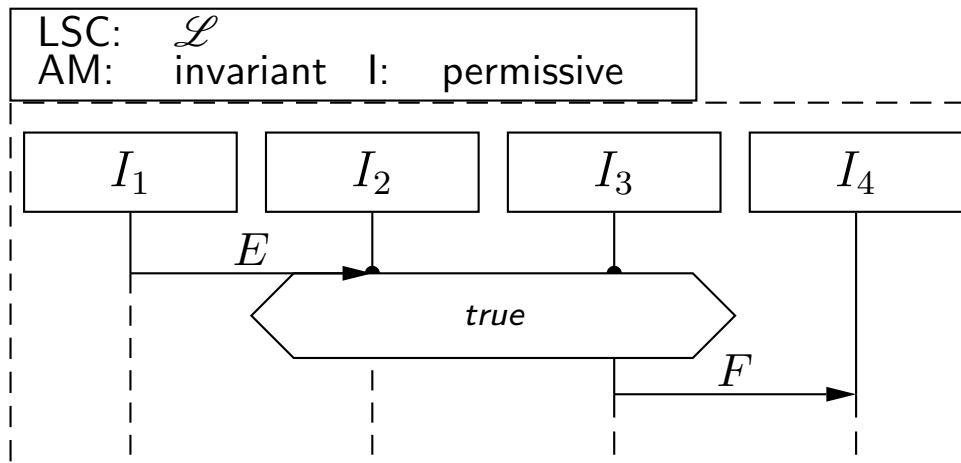 LSC: ℒ
AM: invariant I: permissive
I₁ I₂ I₃ I₄
E
true
F